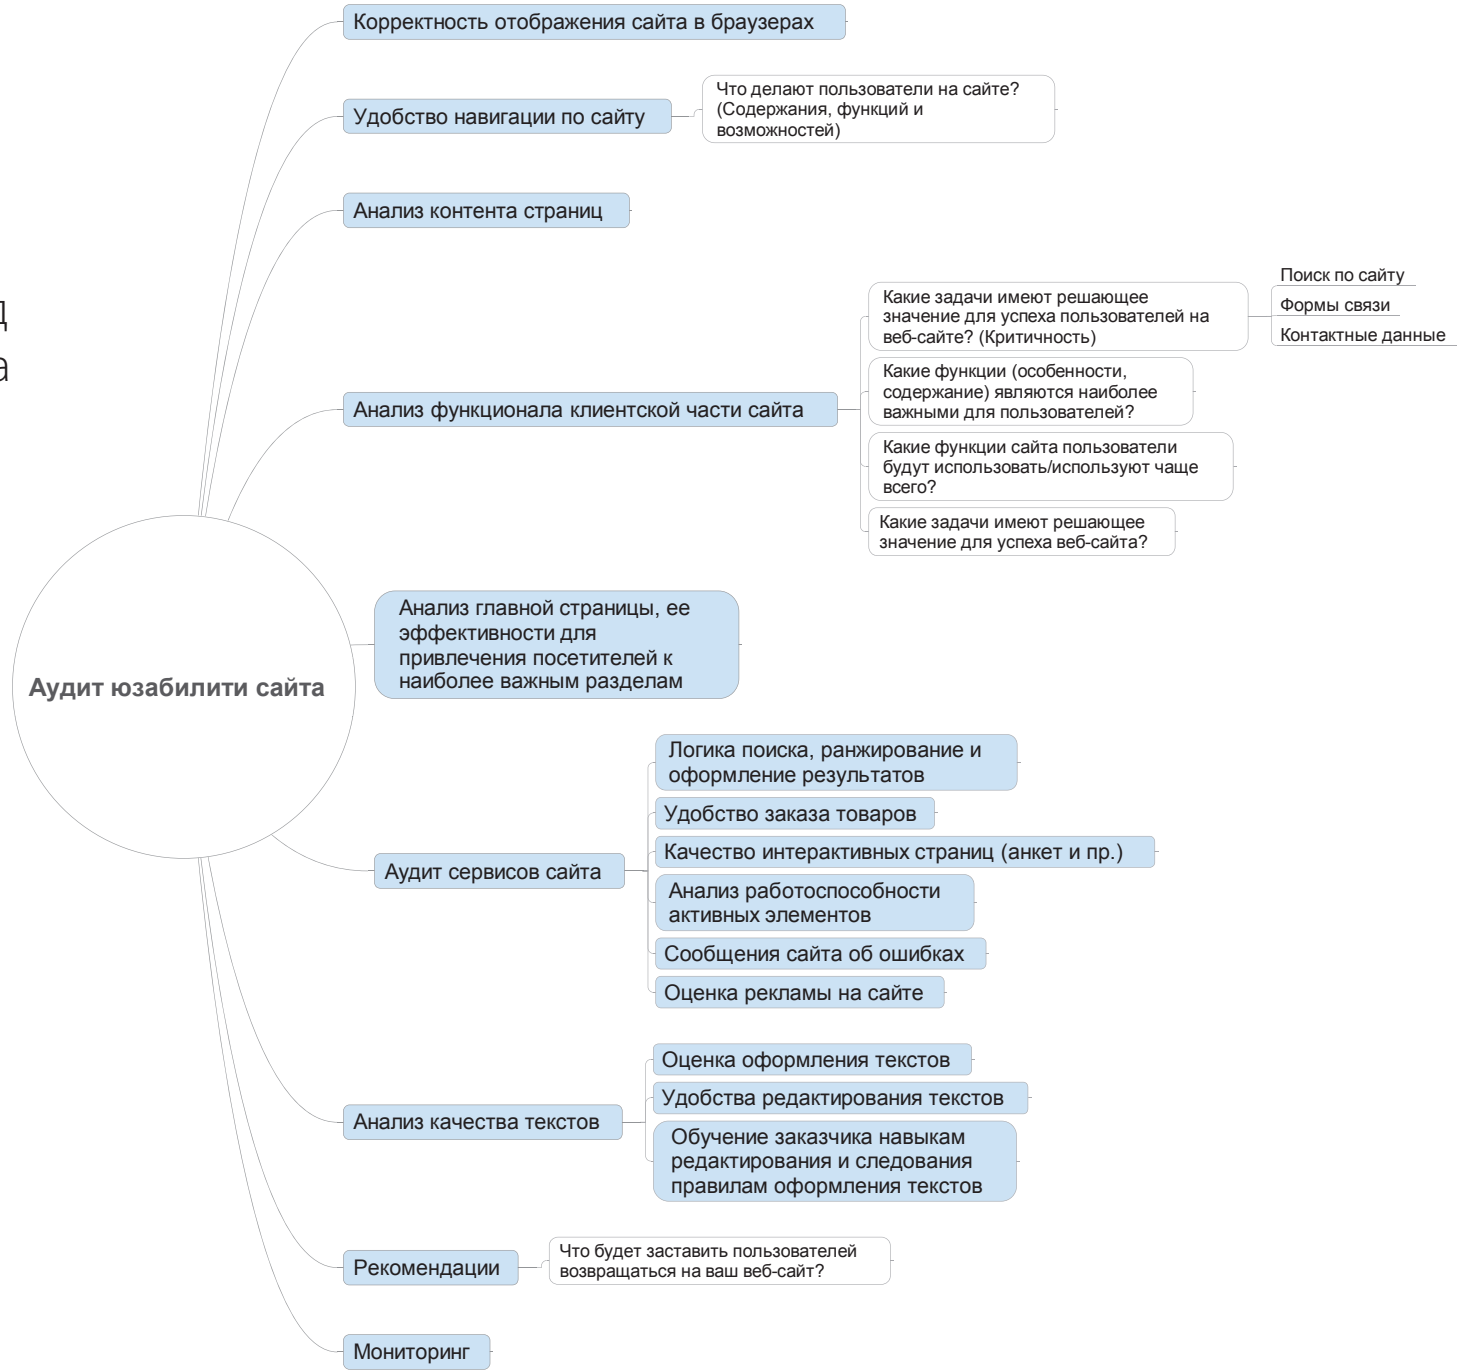 Корректность отображения сайта в браузерах
Удобство навигации по сайту
Что делают пользователи на сайте?
(Содержания, функций и
возможностей)
Анализ контента страниц
Анализ функционала клиентской части сайта
Какие задачи имеют решающее
значение для успеха пользователей на
веб-сайте? (Критичность)
Поиск по сайту
Формы связи
Контактные данные
Какие функции (особенности,
содержание) являются наиболее
важными для пользователей?
Какие функции сайта пользователи
будут использовать/используют чаще
всего?
Какие задачи имеют решающее
значение для успеха веб-сайта?
Аудит юзабилити сайта
Анализ главной страницы, ее
эффективности для
привлечения посетителей к
наиболее важным разделам
Аудит сервисов сайта
Логика поиска, ранжирование и
оформление результатов
Удобство заказа товаров
Качество интерактивных страниц (анкет и пр.)
Анализ работоспособности
активных элементов
Сообщения сайта об ошибках
Оценка рекламы на сайте
Анализ качества текстов
Оценка оформления текстов
Удобства редактирования текстов
Обучение заказчика навыкам
редактирования и следования
правилам оформления текстов
Рекомендации
Что будет заставить пользователей
возвращаться на ваш веб-сайт?
Мониторинг